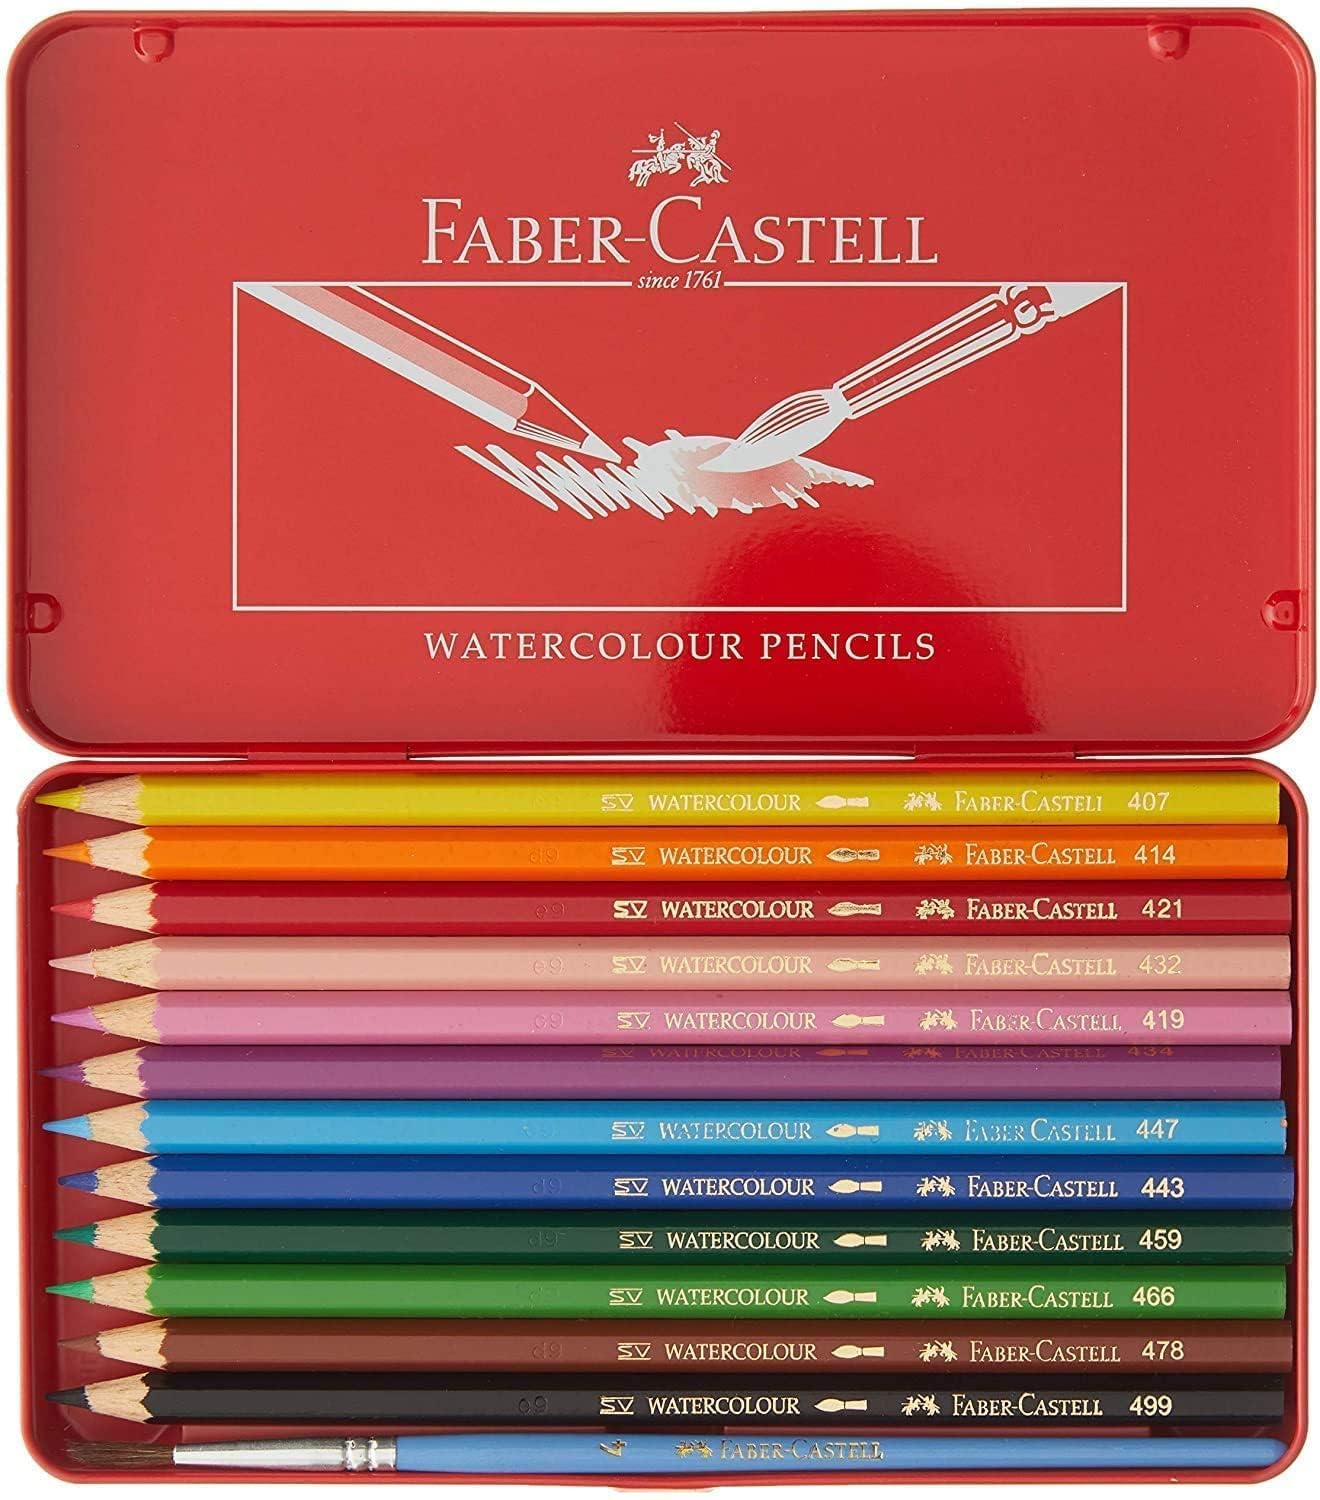 FABER-CASTELL
since 1761
WATERCOLOUR PENCILS
SV WATERCOLOUR FABER-CASTELL 407
SV WATERCOLOUR FABER-CASTELL 414
SV WATERCOLOUR FABER-CASTELL 421
SV WATERCOLOUR FABER-CASTELL 432
SV WATERCOLOUR FABER-CASTELL 419
SV WATERCOLOUR FABER-CASTELL 434
SV WATERCOLOUR FABER-CASTELL 447
SV WATERCOLOUR FABER-CASTELL 443
SV WATERCOLOUR FABER-CASTELL 459
SV WATERCOLOUR FABER-CASTELL 466
SV WATERCOLOUR FABER-CASTELL 478
SV WATERCOLOUR FABER-CASTELL 499
4 FABER-CASTELL